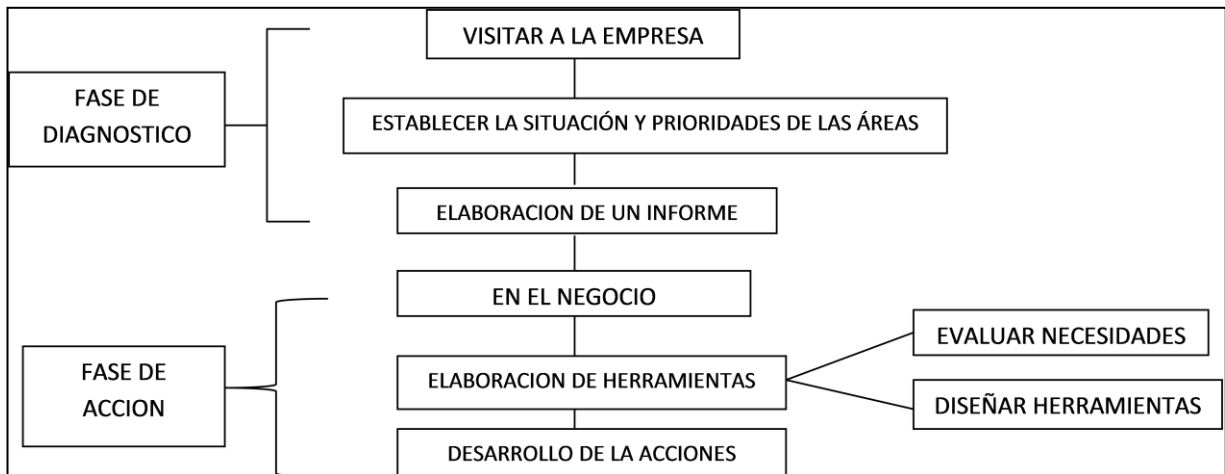 VISITAR A LA EMPRESA
FASE DE
DIAGNOSTICO
ESTABLECER LA SITUACIÓN Y PRIORIDADES DE LAS ÁREAS
ELABORACION DE UN INFORME
EN EL NEGOCIO
FASE DE
ACCION
ELABORACION DE HERRAMIENTAS
EVALUAR NECESIDADES
DISEÑAR HERRAMIENTAS
DESARROLLO DE LA ACCIONES